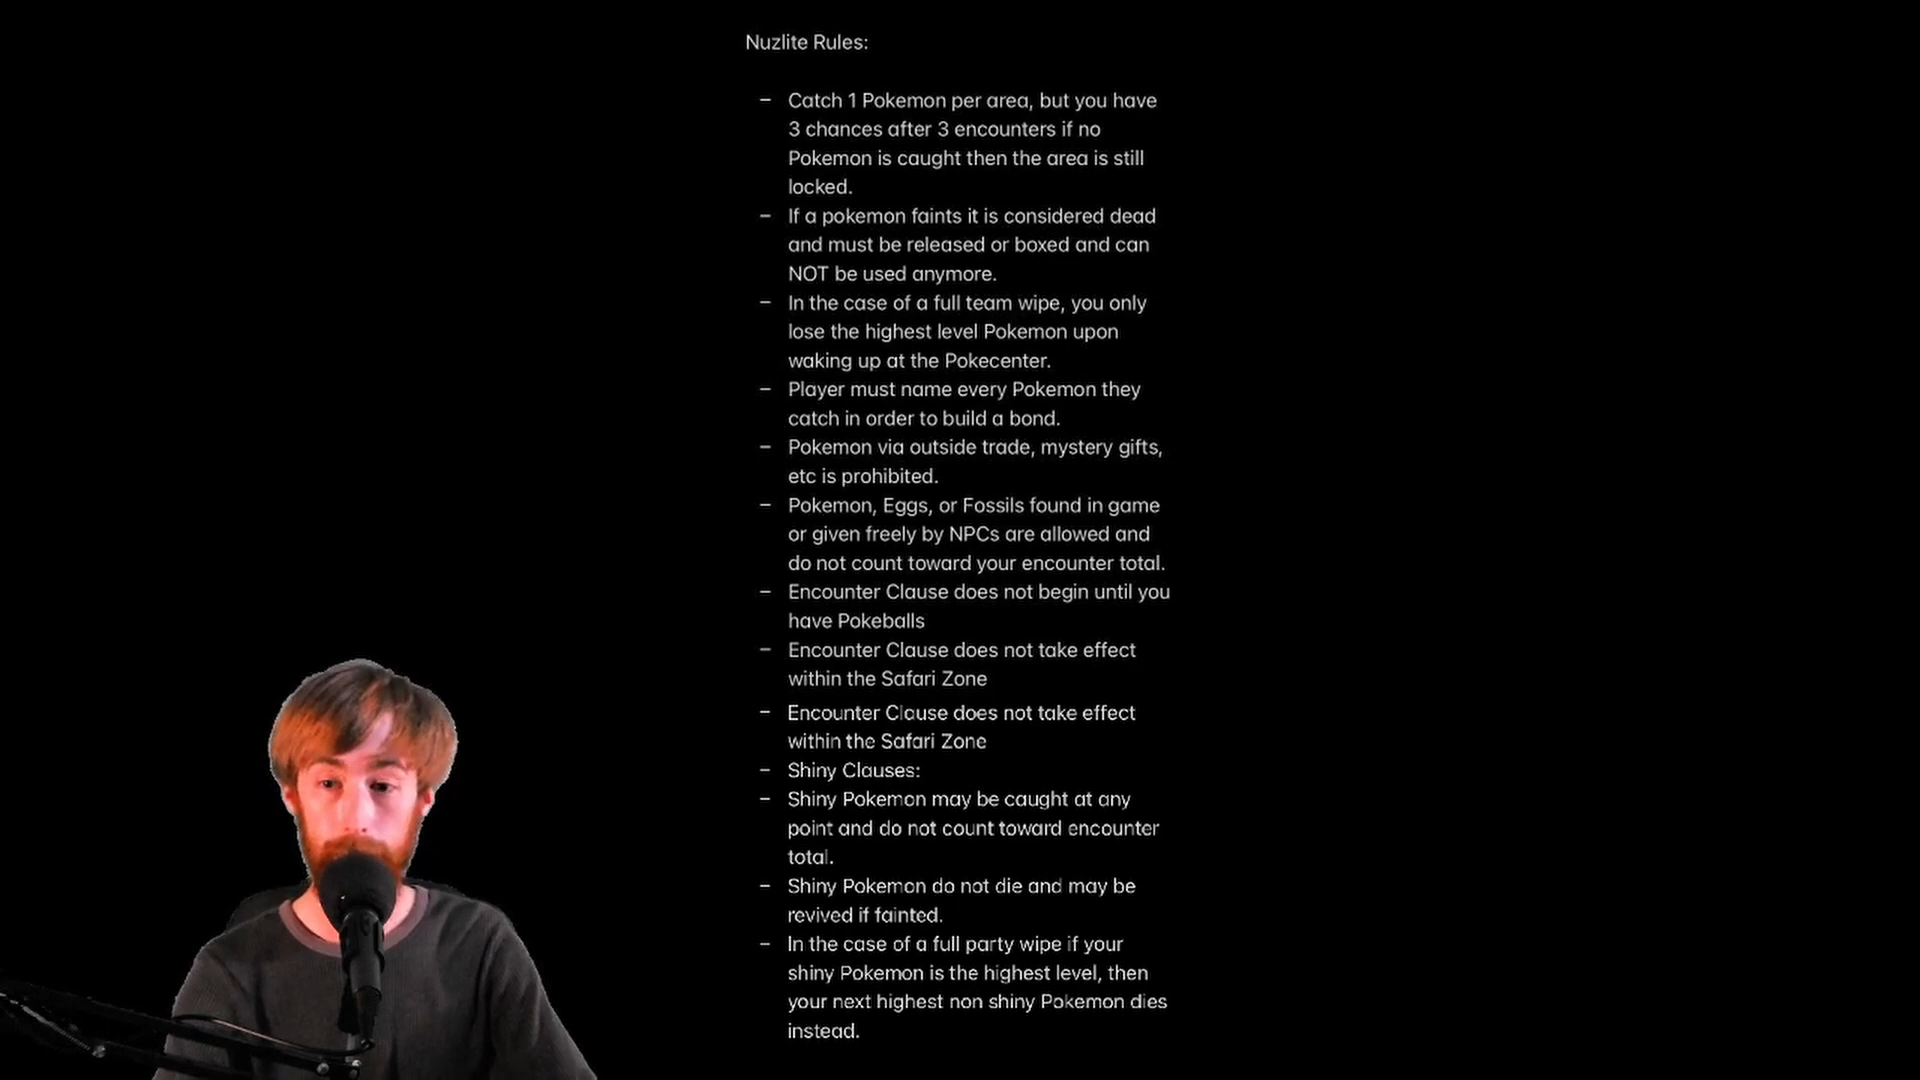 Nuzlite Rules:
– Catch 1 Pokemon per area, but you have
3 chances after 3 encounters if no
Pokemon is caught then the area is still
locked.
– If a pokemon faints it is considered dead
and must be released or boxed and can
NOT be used anymore.
– In the case of a full team wipe, you only
lose the highest level Pokemon upon
waking up at the Pokecenter.
– Player must name every Pokemon they
catch in order to build a bond.
– Pokemon via outside trade, mystery gifts,
etc is prohibited.
– Pokemon, Eggs, or Fossils found in game
or given freely by NPCs are allowed and
do not count toward your encounter total.
– Encounter Clause does not begin until you
have Pokeballs
– Encounter Clause does not take effect
within the Safari Zone
– Encounter Clause does not take effect
within the Safari Zone
– Shiny Clauses:
– Shiny Pokemon may be caught at any
point and do not count toward encounter
total.
– Shiny Pokemon do not die and may be
revived if fainted.
– In the case of a full party wipe if your
shiny Pokemon is the highest level, then
your next highest non shiny Pokemon dies
instead.